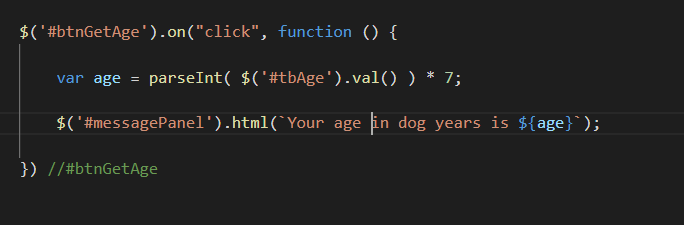 $('#btnGetAge').on("click", function () {
var age = parseInt( $('#tbAge').val() ) * 7;
$('#messagePanel').html(`Your age in dog years is ${age}`);
}) //#btnGetAge